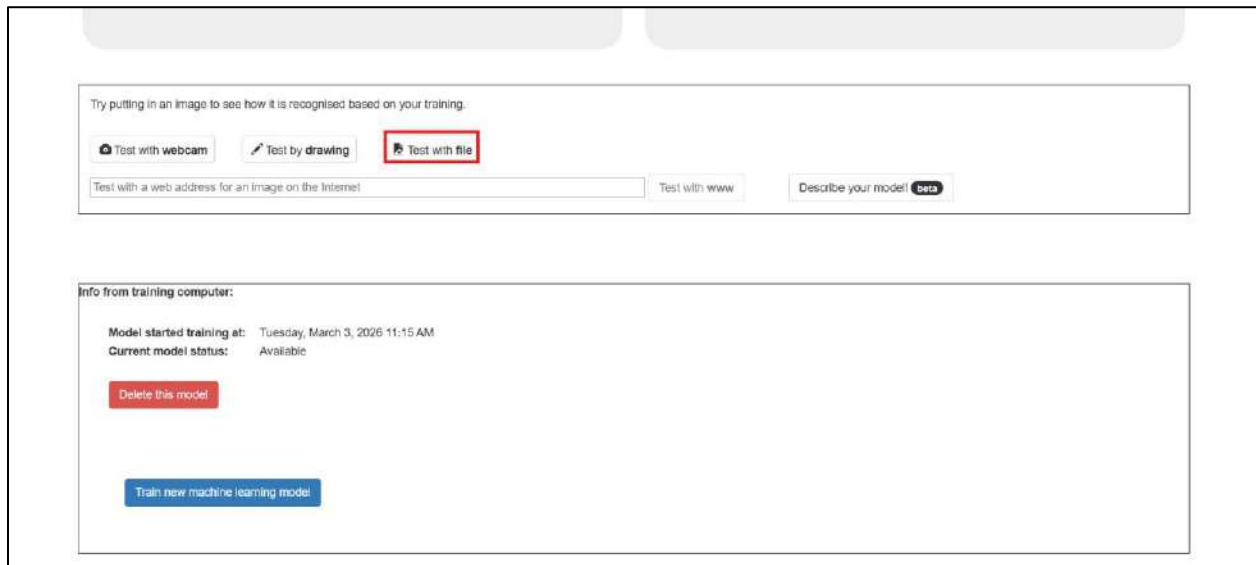 Try putting in an image to see how it is recognised based on your training.
Test with webcam
Test by drawing
Test with file
Test with a web address for an image on the Internet
Test with www
Describe your model! beta
Info from training computer:
Model started training at: Tuesday, March 3, 2026 11:15 AM
Current model status: Available
Delete this model
Train new machine learning model